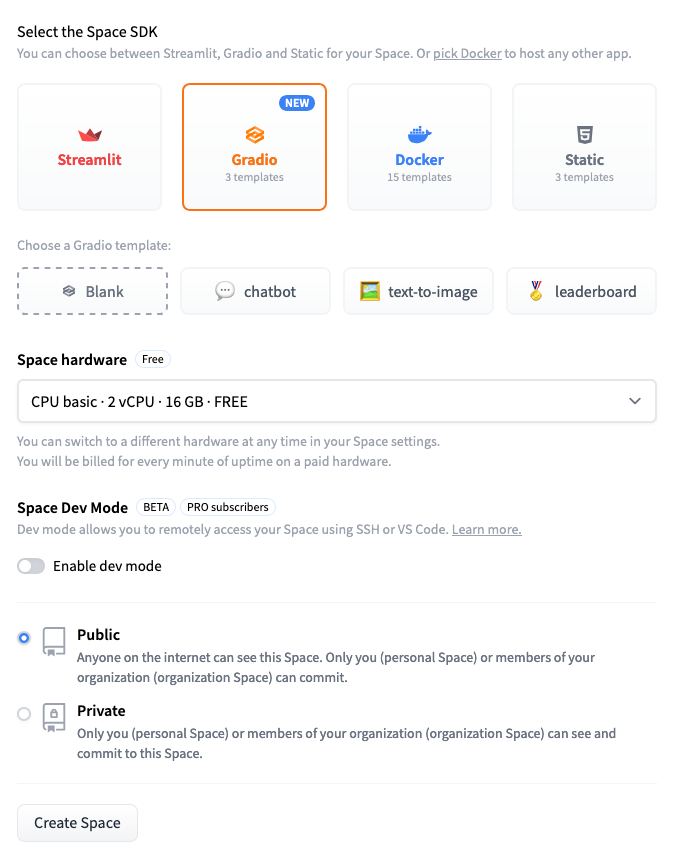 Select the Space SDK
You can choose between Streamlit, Gradio and Static for your Space. Or pick Docker to host any other app.
NEW
Streamlit
Gradio
3 templates
Docker
15 templates
Static
3 templates
Choose a Gradio template:
Blank
chatbot
text-to-image
leaderboard
Space hardware Free
CPU basic · 2 vCPU · 16 GB · FREE
You can switch to a different hardware at any time in your Space settings.
You will be billed for every minute of uptime on a paid hardware.
Space Dev Mode BETA PRO subscribers
Dev mode allows you to remotely access your Space using SSH or VS Code. Learn more.
Enable dev mode
Public
Anyone on the internet can see this Space. Only you (personal Space) or members of your
organization (organization Space) can commit.
Private
Only you (personal Space) or members of your organization (organization Space) can see and
commit to this Space.
Create Space